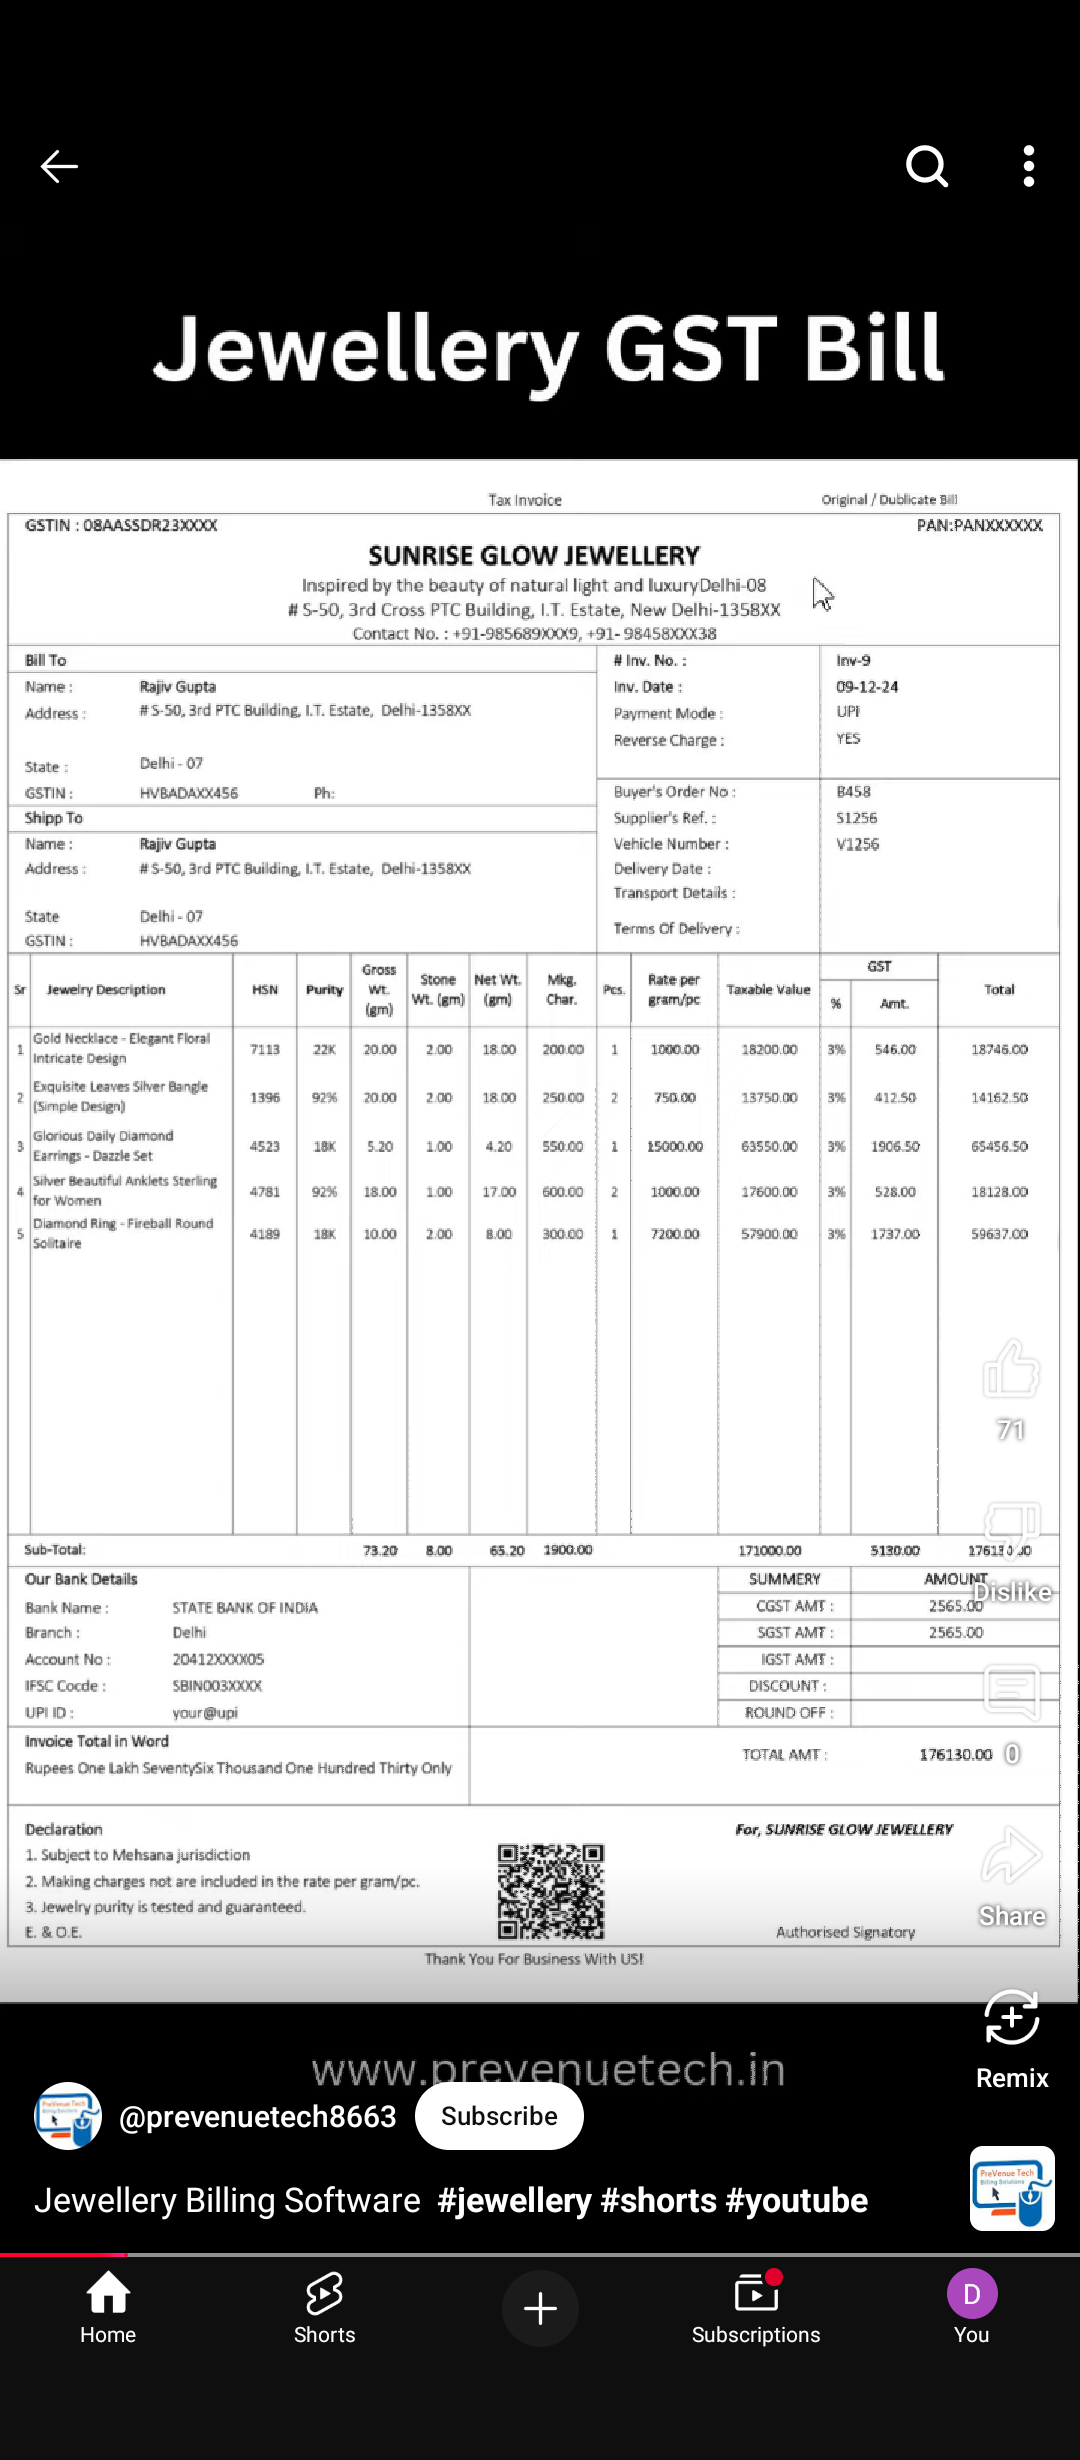 Jewellery GST Bill
Tax Invoice Original / Dublicate Bill
GSTIN : 08AASSDR23XXXX PAN:PANXXXXXX
SUNRISE GLOW JEWELLERY
Inspired by the beauty of natural light and luxuryDelhi-08
# S-50, 3rd Cross PTC Building, I.T. Estate, New Delhi-1358XX
Contact No. : +91-985689XXX9, +91- 98458XXX38
Bill To # Inv. No. : Inv-9
Name : Rajiv Gupta Inv. Date : 09-12-24
Address : # S-50, 3rd PTC Building, I.T. Estate, Delhi-1358XX Payment Mode : UPI
Reverse Charge : YES
State : Delhi - 07
GSTIN : HVBADAXX456 Ph: Buyer's Order No : B458
Shipp To Supplier's Ref. : S1256
Name : Rajiv Gupta Vehicle Number : V1256
Address : # S-50, 3rd PTC Building, I.T. Estate, Delhi-1358XX Delivery Date :
Transport Details :
State Delhi - 07
Terms Of Delivery :
GSTIN : HVBADAXX456
Sr Jewelry Description HSN Purity Gross Wt. (gm) Stone Wt. (gm) Net Wt. (gm) Mkg. Char. Pcs. Rate per gram/pc Taxable Value GST % Amt. Total
1 Gold Necklace - Elegant Floral Intricate Design 7113 22K 20.00 2.00 18.00 200.00 1 1000.00 18200.00 3% 546.00 18746.00
2 Exquisite Leaves Silver Bangle (Simple Design) 1396 92% 20.00 2.00 18.00 250.00 2 750.00 13750.00 3% 412.50 14162.50
3 Glorious Daily Diamond Earrings - Dazzle Set 4523 18K 5.20 1.00 4.20 550.00 1 15000.00 63550.00 3% 1906.50 65456.50
4 Silver Beautiful Anklets Sterling for Women 4781 92% 18.00 1.00 17.00 600.00 2 1000.00 17600.00 3% 528.00 18128.00
5 Diamond Ring - Fireball Round Solitaire 4189 18K 10.00 2.00 8.00 300.00 1 7200.00 57900.00 3% 1737.00 59637.00
71
Sub-Total: 73.20 8.00 65.20 1900.00 171000.00 5130.00 176130.00
Our Bank Details SUMMERY AMOUNT
Dislike
Bank Name : STATE BANK OF INDIA CGST AMT : 2565.00
Branch : Delhi SGST AMT : 2565.00
Account No : 20412XXXX05 IGST AMT :
IFSC Cocde : SBIN003XXXX DISCOUNT :
UPI ID : your@upi ROUND OFF :
Invoice Total in Word
TOTAL AMT : 176130.00 0
Rupees One Lakh SeventySix Thousand One Hundred Thirty Only
Declaration For, SUNRISE GLOW JEWELLERY
1. Subject to Mehsana jurisdiction
2. Making charges not are included in the rate per gram/pc.
3. Jewelry purity is tested and guaranteed.
Share
E. & O.E. Authorised Signatory
Thank You For Business With US!
www.prevenuetech.in
Remix
@prevenuetech8663 Subscribe
PreVenue Tech
Billing Solutions
Jewellery Billing Software #jewellery #shorts #youtube
Home Shorts Subscriptions D You